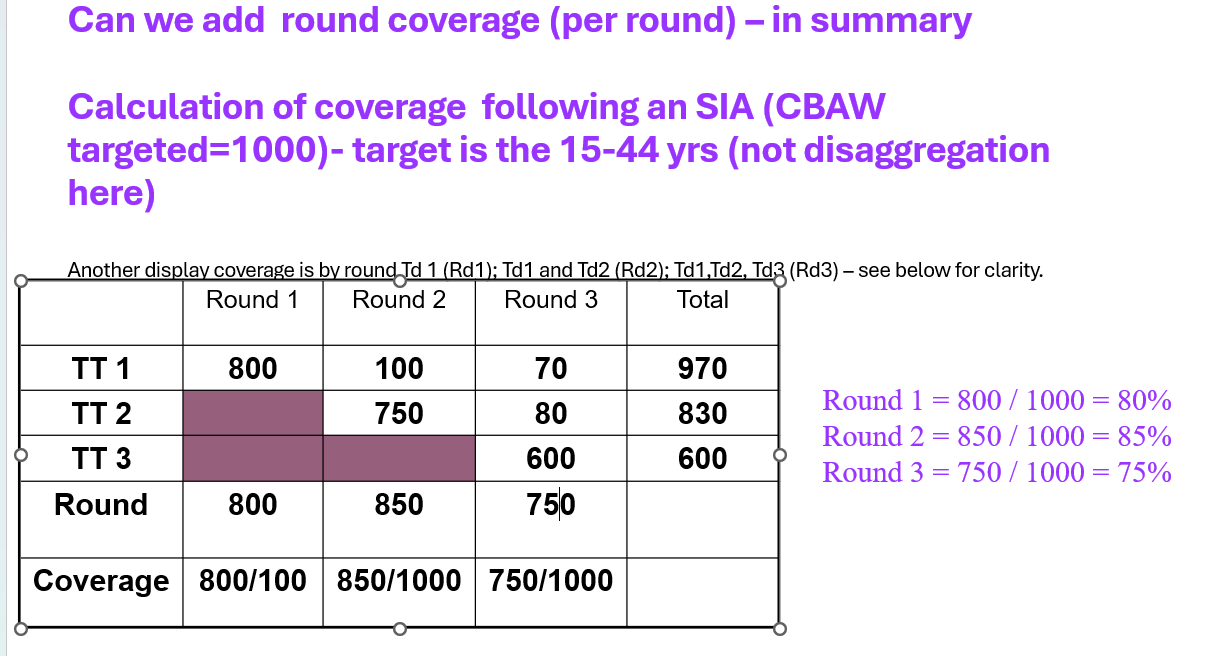 Can we add  round coverage (per round) – in summary
Calculation of coverage  following an SIA (CBAW
targeted=1000)- target is the 15-44 yrs (not disaggregation
here)
Another display coverage is by round Td 1 (Rd1); Td1 and Td2 (Rd2); Td1,Td2, Td3 (Rd3) – see below for clarity.
Round 1 Round 2 Round 3 Total
TT 1 800 100 70 970
TT 2 750 80 830
TT 3 600 600
Round 800 850 750
Coverage 800/100 850/1000 750/1000
Round 1 = 800 / 1000 = 80%
Round 2 = 850 / 1000 = 85%
Round 3 = 750 / 1000 = 75%